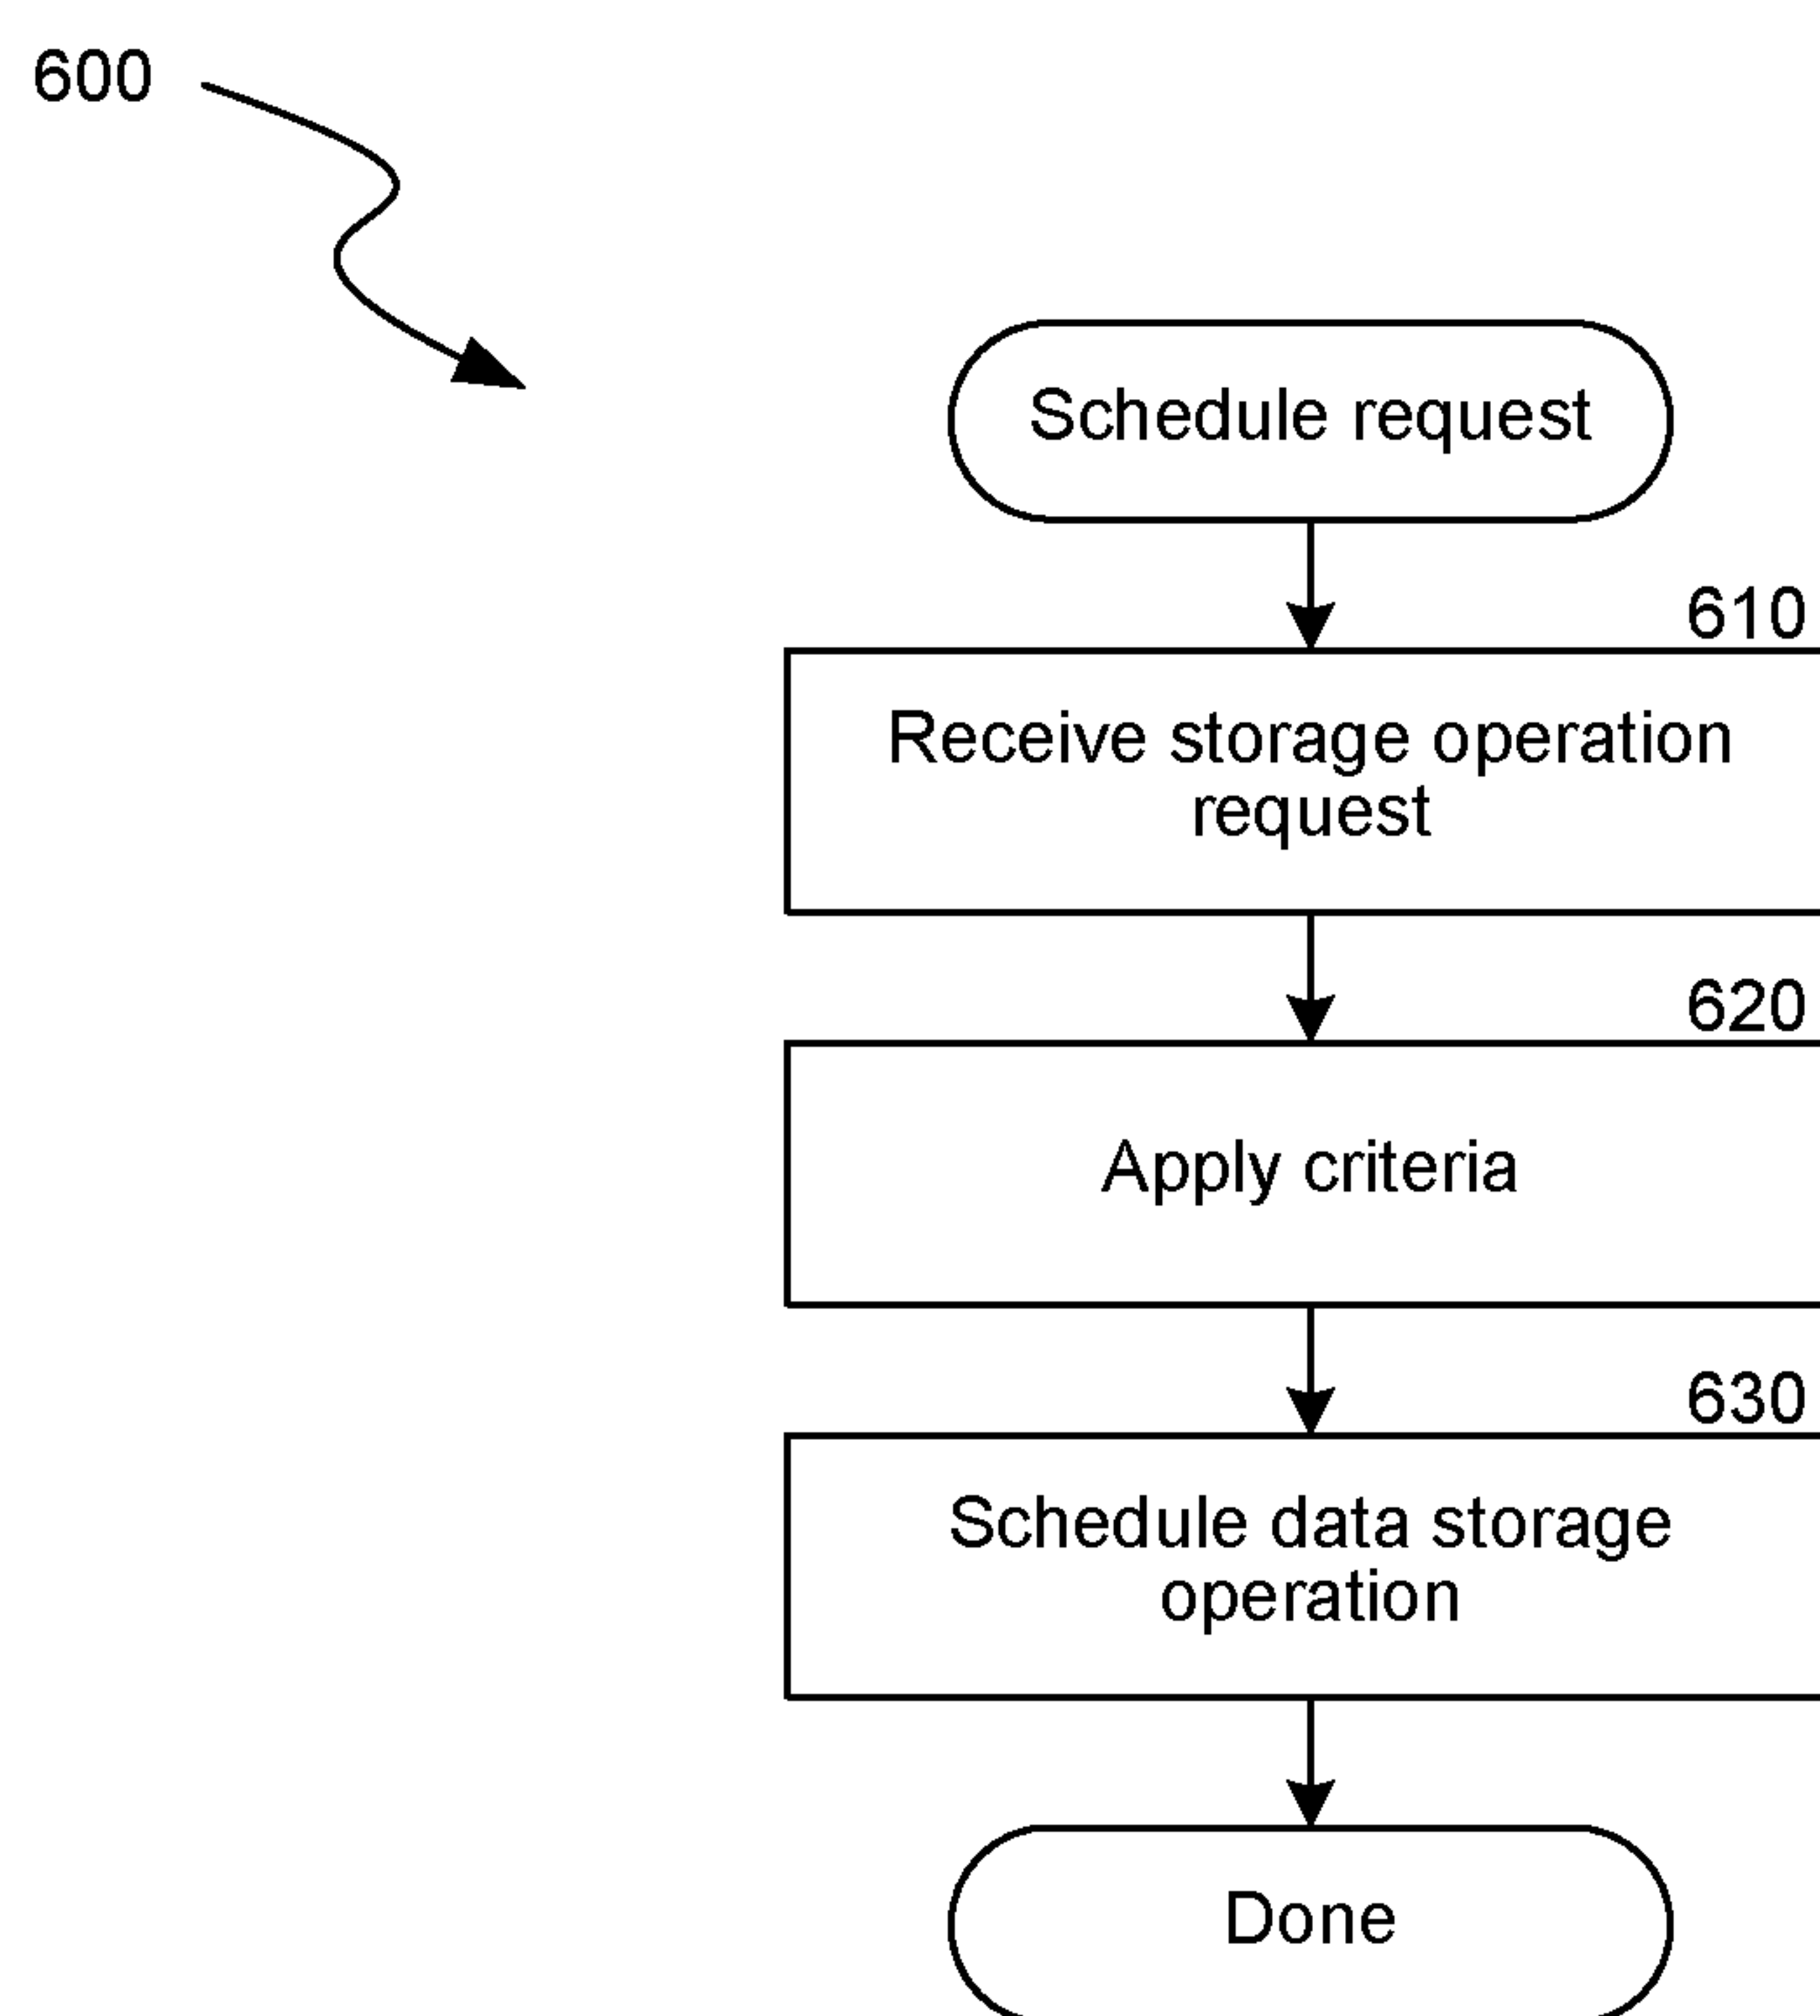 600
Schedule request
610
Receive storage operation
request
620
Apply criteria
630
Schedule data storage
operation
Done